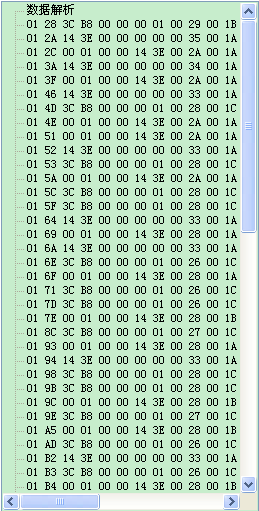 数据解析
01 28 3C B8 00 00 00 01 00 29 00 1B
01 2A 14 3E 00 00 00 00 00 35 00 1A
01 2C 00 01 00 00 14 3E 00 2A 00 1A
01 3A 14 3E 00 00 00 00 00 34 00 1A
01 3F 00 01 00 00 14 3E 00 2A 00 1A
01 46 14 3E 00 00 00 00 00 33 00 1A
01 4D 3C B8 00 00 00 01 00 28 00 1C
01 4E 00 01 00 00 14 3E 00 2A 00 1A
01 51 00 01 00 00 14 3E 00 2A 00 1A
01 52 14 3E 00 00 00 00 00 33 00 1A
01 53 3C B8 00 00 00 01 00 28 00 1C
01 5A 00 01 00 00 14 3E 00 2A 00 1A
01 5C 3C B8 00 00 00 01 00 28 00 1C
01 5F 3C B8 00 00 00 01 00 28 00 1C
01 64 14 3E 00 00 00 00 00 33 00 1A
01 69 00 01 00 00 14 3E 00 28 00 1A
01 6A 14 3E 00 00 00 00 00 33 00 1A
01 6E 3C B8 00 00 00 01 00 26 00 1C
01 6F 00 01 00 00 14 3E 00 28 00 1A
01 71 3C B8 00 00 00 01 00 26 00 1C
01 7D 3C B8 00 00 00 01 00 26 00 1C
01 7E 00 01 00 00 14 3E 00 28 00 1B
01 8C 3C B8 00 00 00 01 00 27 00 1C
01 93 00 01 00 00 14 3E 00 28 00 1A
01 94 14 3E 00 00 00 00 00 33 00 1A
01 98 3C B8 00 00 00 01 00 28 00 1C
01 9B 3C B8 00 00 00 01 00 28 00 1C
01 9C 00 01 00 00 14 3E 00 28 00 1B
01 9E 3C B8 00 00 00 01 00 27 00 1C
01 A5 00 01 00 00 14 3E 00 28 00 1B
01 AD 3C B8 00 00 00 01 00 26 00 1C
01 B2 14 3E 00 00 00 00 00 33 00 1A
01 B3 3C B8 00 00 00 01 00 26 00 1C
01 B4 00 01 00 00 14 3E 00 28 00 1B